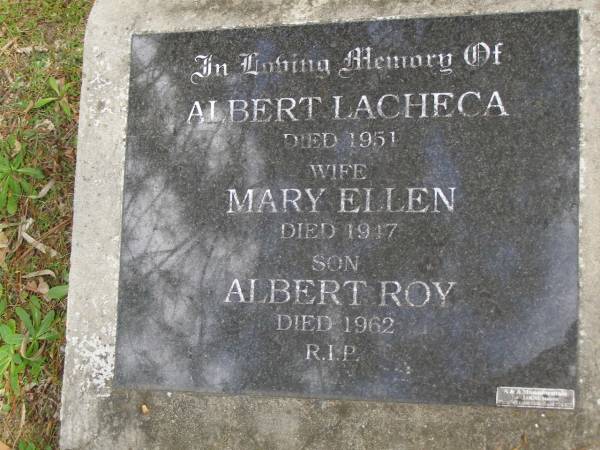 In Loving Memory Of
ALBERT LACHECA
DIED 1951
WIFE
MARY ELLEN
DIED 1947
SON
ALBERT ROY
DIED 1962
R.I.P.